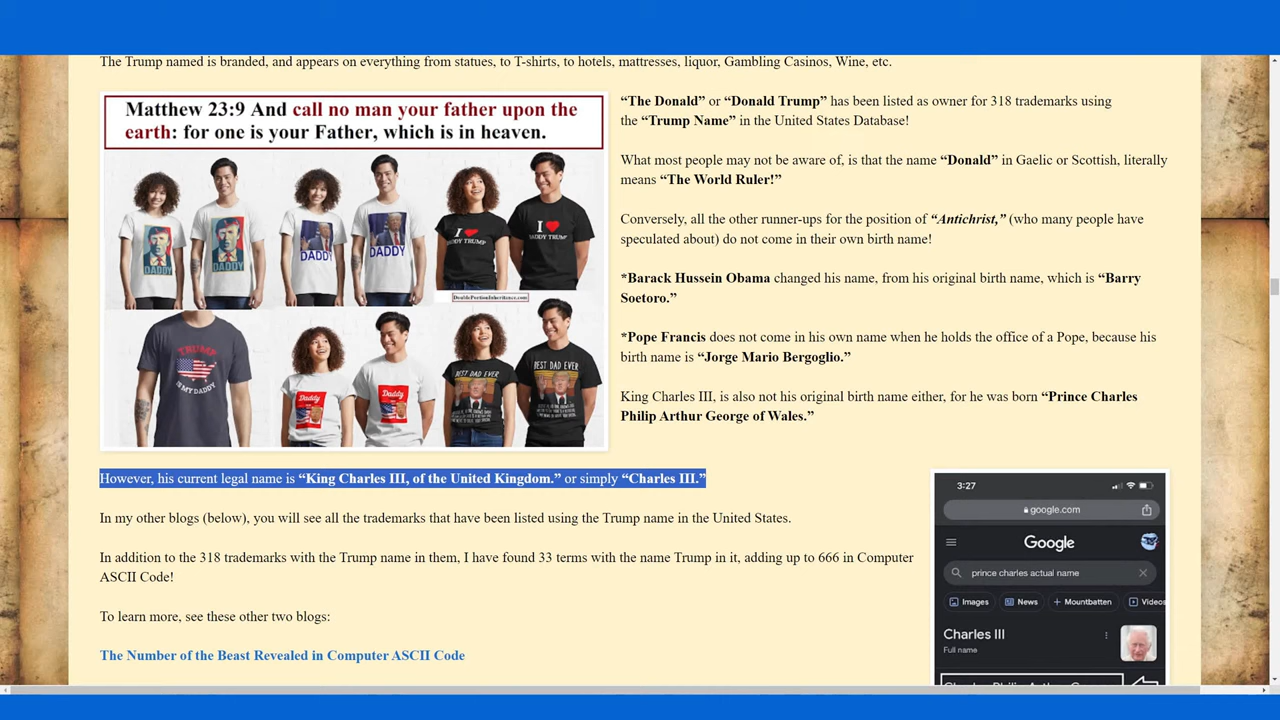 The Trump named is branded, and appears on everything from statues, to T-shirts, to hotels, mattresses, liquor, Gambling Casinos, Wine, etc.
Matthew 23:9 And call no man your father upon the
earth: for one is your Father, which is in heaven.
DADDY
DADDY
DADDY
DADDY
I ❤
DADDY TRUMP
I ❤
DADDY TRUMP
DoublePortionInheritance.com
TRUMP
IS MY DADDY
Daddy
Daddy
BEST DAD EVER
BEST DAD EVER
“The Donald” or “Donald Trump” has been listed as owner for 318 trademarks using
the “Trump Name” in the United States Database!
What most people may not be aware of, is that the name “Donald” in Gaelic or Scottish, literally
means “The World Ruler!”
Conversely, all the other runner-ups for the position of “Antichrist,” (who many people have
speculated about) do not come in their own birth name!
*Barack Hussein Obama changed his name, from his original birth name, which is “Barry
Soetoro.”
*Pope Francis does not come in his own name when he holds the office of a Pope, because his
birth name is “Jorge Mario Bergoglio.”
King Charles III, is also not his original birth name either, for he was born “Prince Charles
Philip Arthur George of Wales.”
However, his current legal name is “King Charles III, of the United Kingdom.” or simply “Charles III.”
In my other blogs (below), you will see all the trademarks that have been listed using the Trump name in the United States.
In addition to the 318 trademarks with the Trump name in them, I have found 33 terms with the name Trump in it, adding up to 666 in Computer
ASCII Code!
To learn more, see these other two blogs:
The Number of the Beast Revealed in Computer ASCII Code
3:27
google.com
Google
prince charles actual name
Images News + Mountbatten Videos
Charles III
Full name